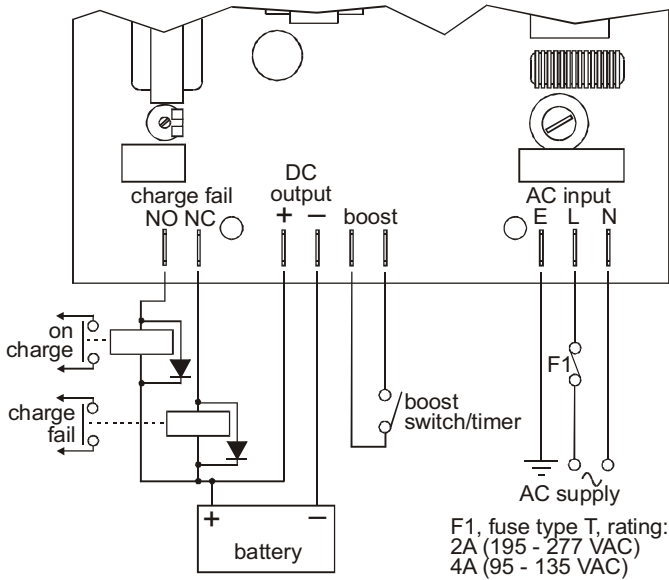 charge fail
NO NC
DC
output
+ −
boost
AC input
E L N
on
charge
charge
fail
F1
boost
switch/timer
AC supply
+ −
battery
F1, fuse type T, rating:
2A (195 - 277 VAC)
4A (95 - 135 VAC)